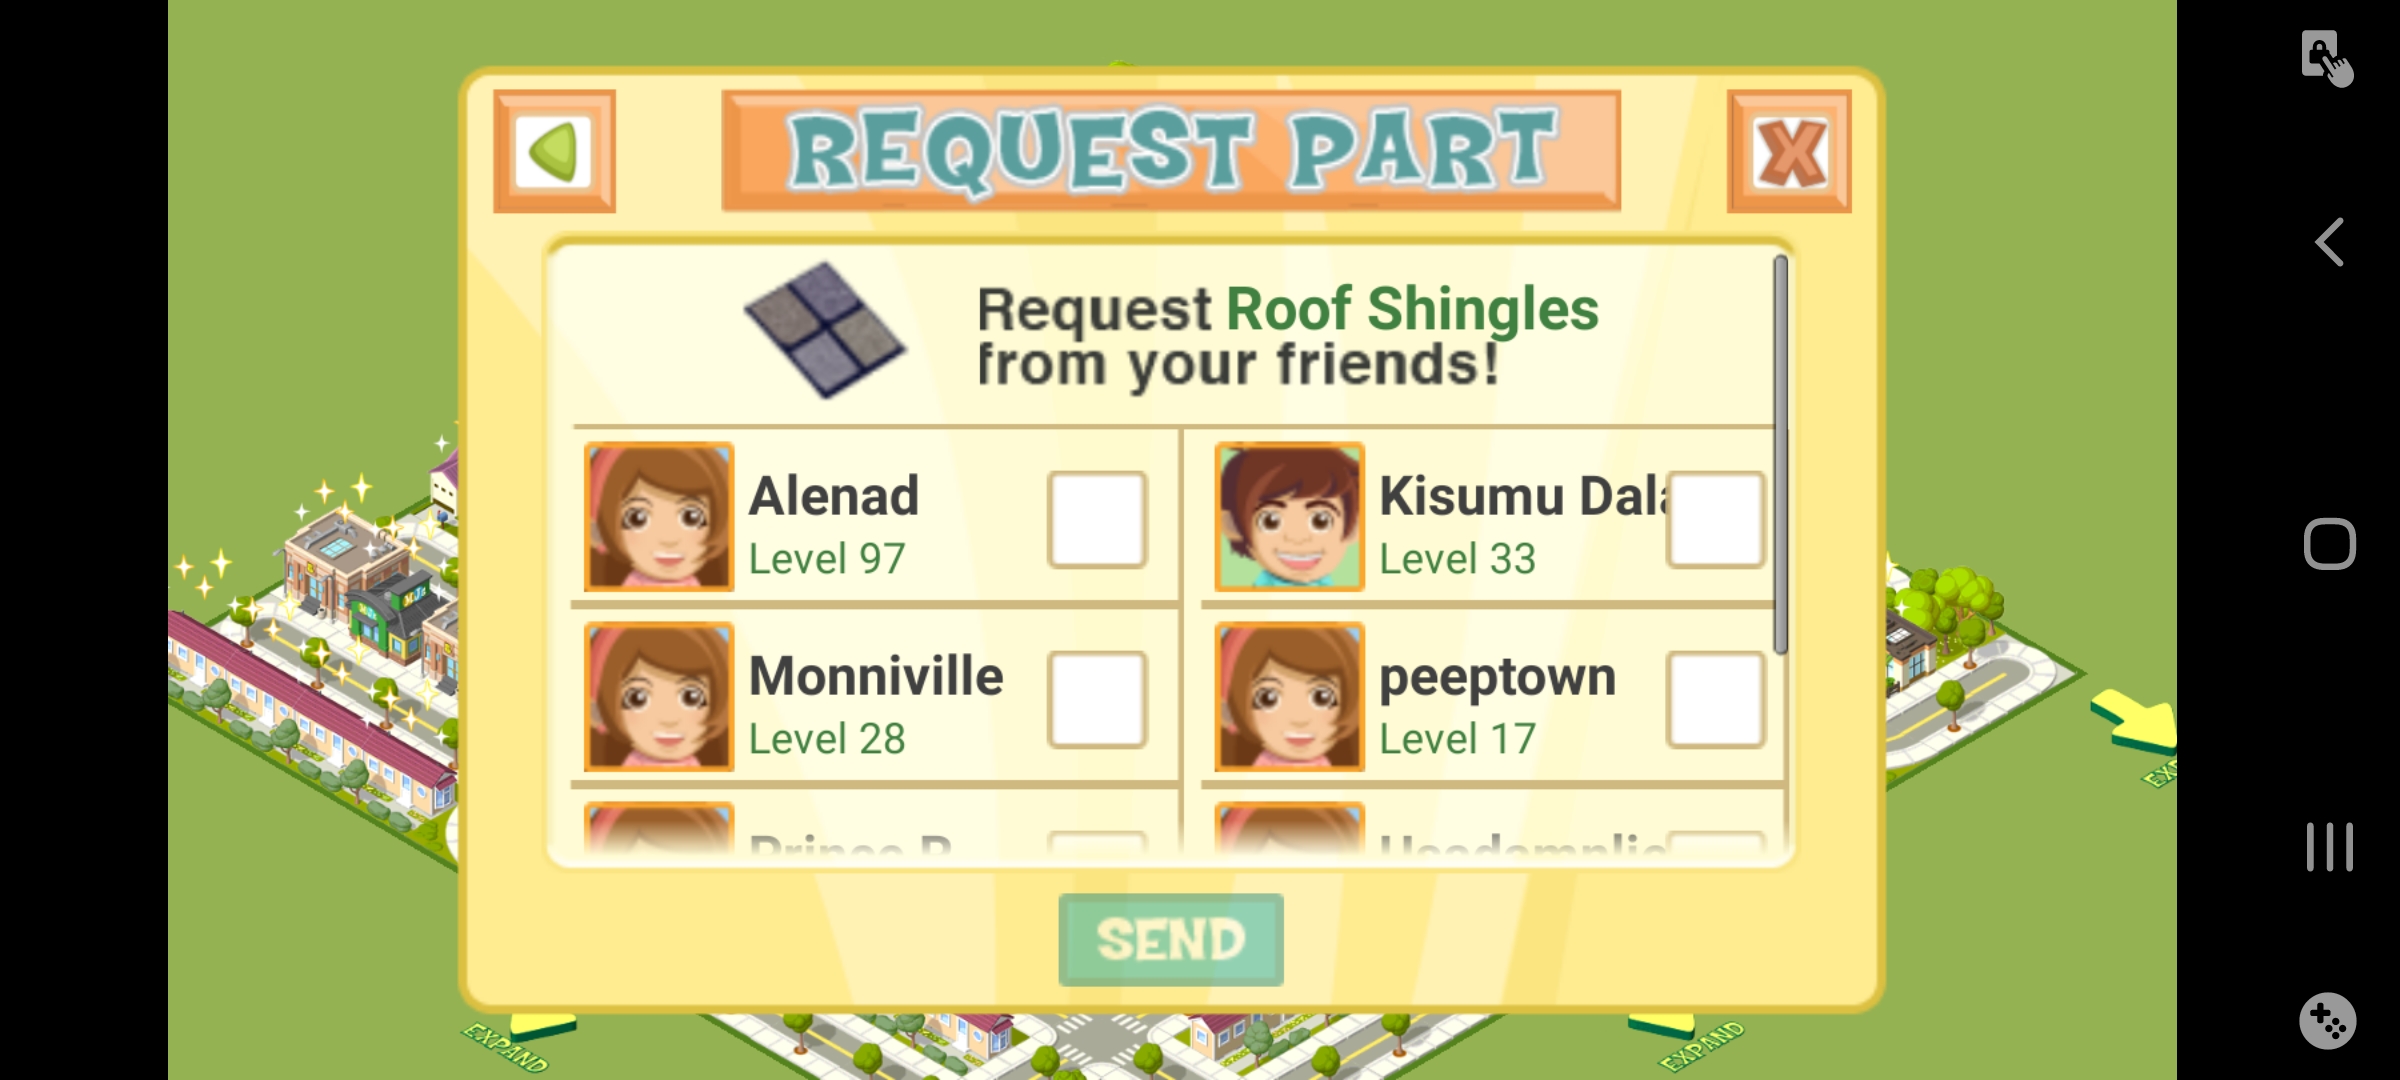 REQUEST PART
Request Roof Shingles
from your friends!
Alenad
Level 97
Kisumu Dala
Level 33
Monniville
Level 28
peeptown
Level 17
SEND
EXPAND
EXPAND